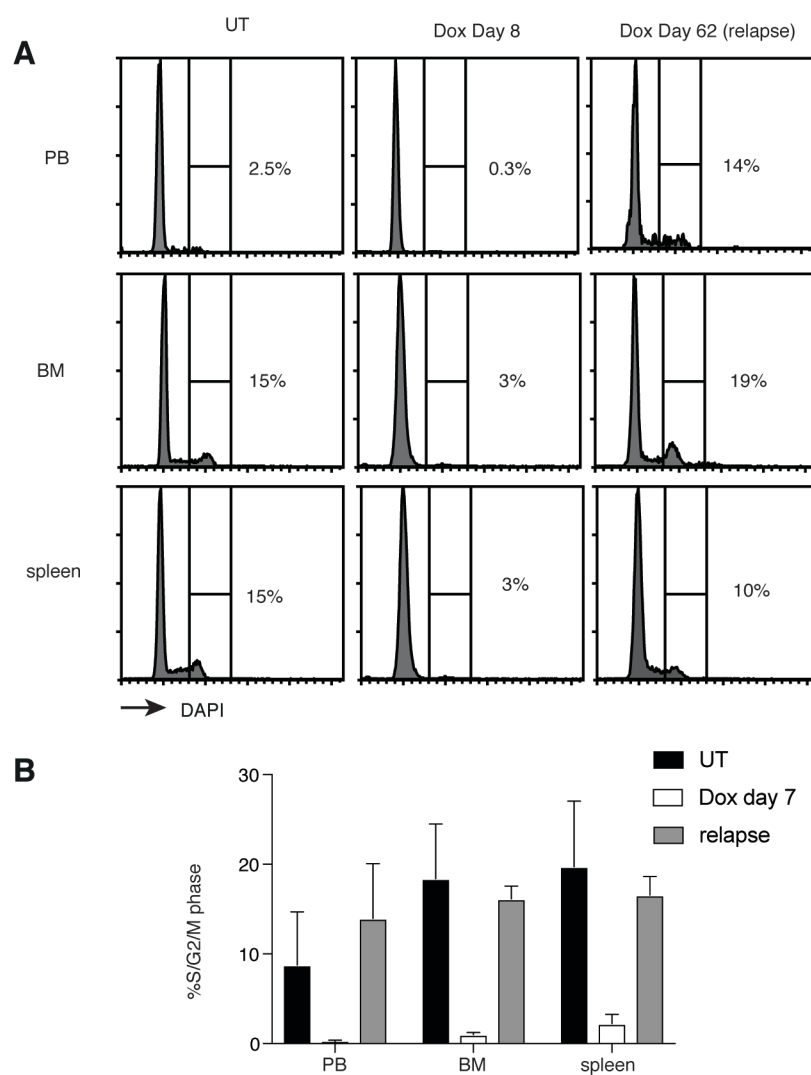 A
UT
Dox Day 8
Dox Day 62 (relapse)
PB
2.5%
0.3%
14%
BM
15%
3%
19%
spleen
15%
3%
10%
DAPI
B
UT
Dox day 7
relapse
%S/G2/M phase
30
20
10
0
PB
BM
spleen